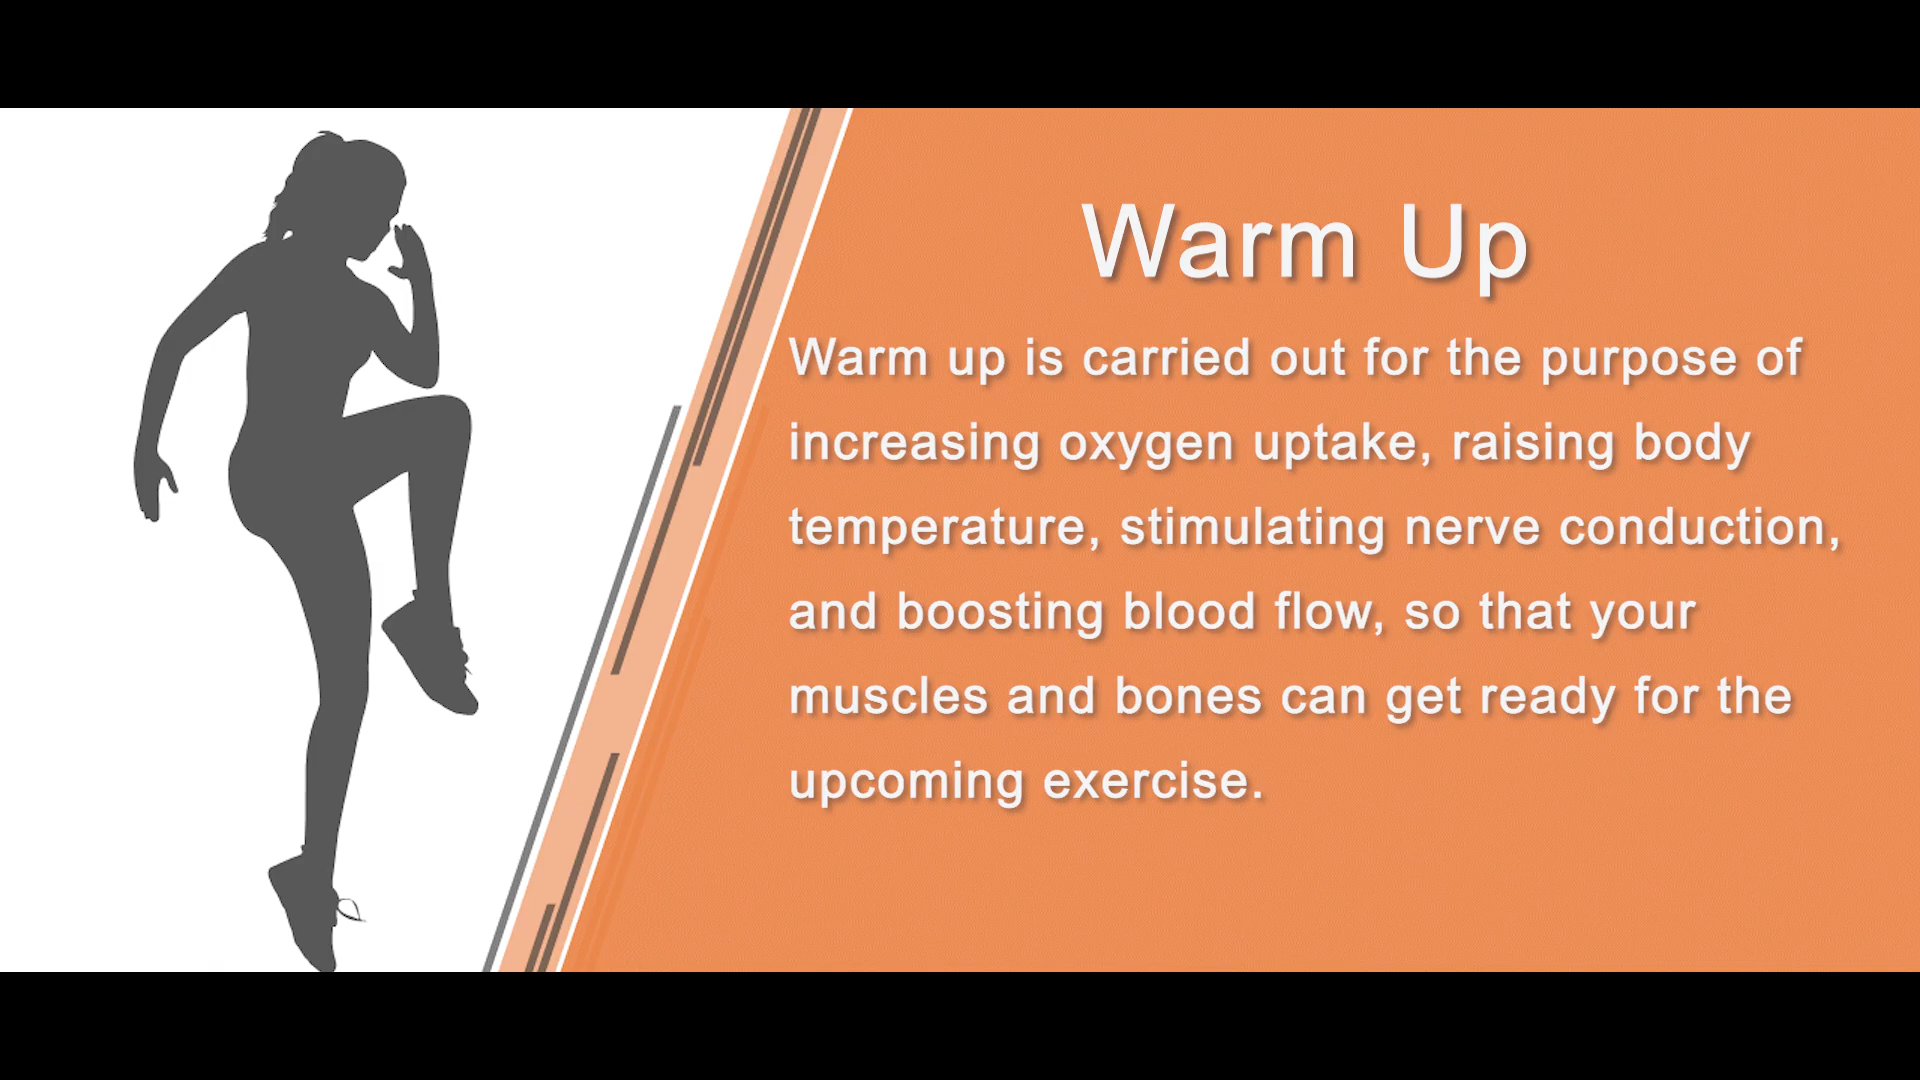 Warm Up
Warm up is carried out for the purpose of
increasing oxygen uptake, raising body
temperature, stimulating nerve conduction,
and boosting blood flow, so that your
muscles and bones can get ready for the
upcoming exercise.